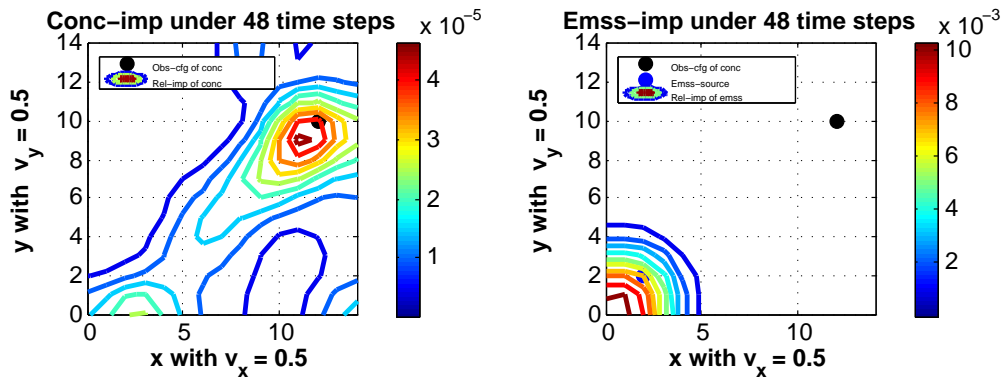 Conc-imp under 48 time steps
x 10⁻⁵
14
12
10
8
6
4
2
0
0
5
10
y with v_y = 0.5
x with v_x = 0.5
Obs-cfg of conc
Rel-imp of conc
4
3
2
1
Emss-imp under 48 time steps
x 10⁻³
14
12
10
8
6
4
2
0
0
5
10
y with v_y = 0.5
x with v_x = 0.5
Obs-cfg of conc
Emss-source
Rel-imp of emss
10
8
6
4
2
0